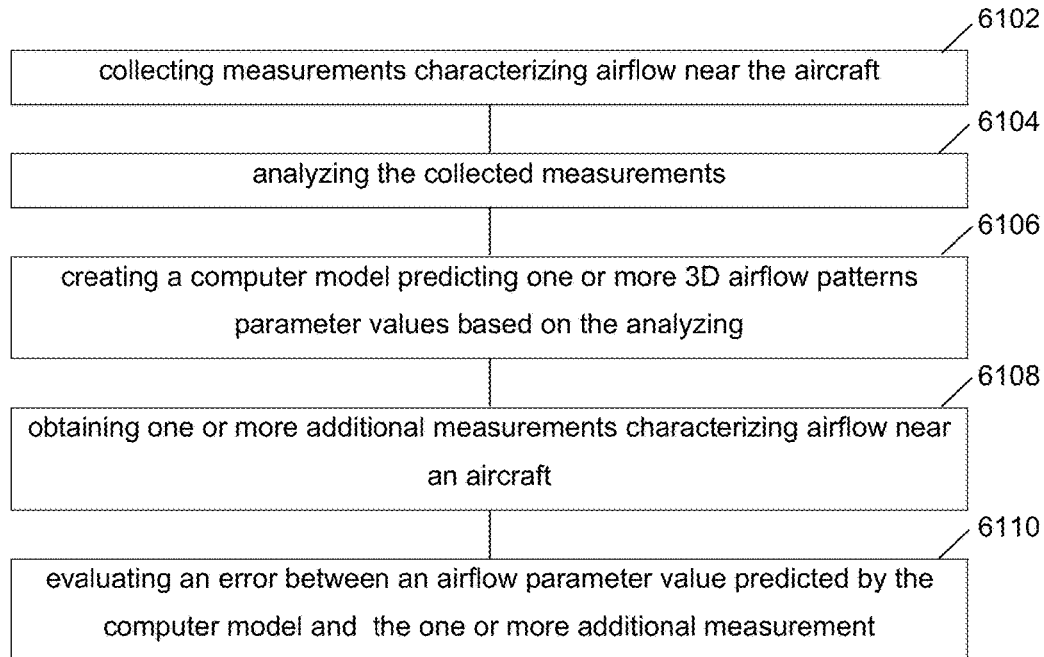 6102
collecting measurements characterizing airflow near the aircraft
6104
analyzing the collected measurements
6106
creating a computer model predicting one or more 3D airflow patterns
parameter values based on the analyzing
6108
obtaining one or more additional measurements characterizing airflow near
an aircraft
6110
evaluating an error between an airflow parameter value predicted by the
computer model and the one or more additional measurement